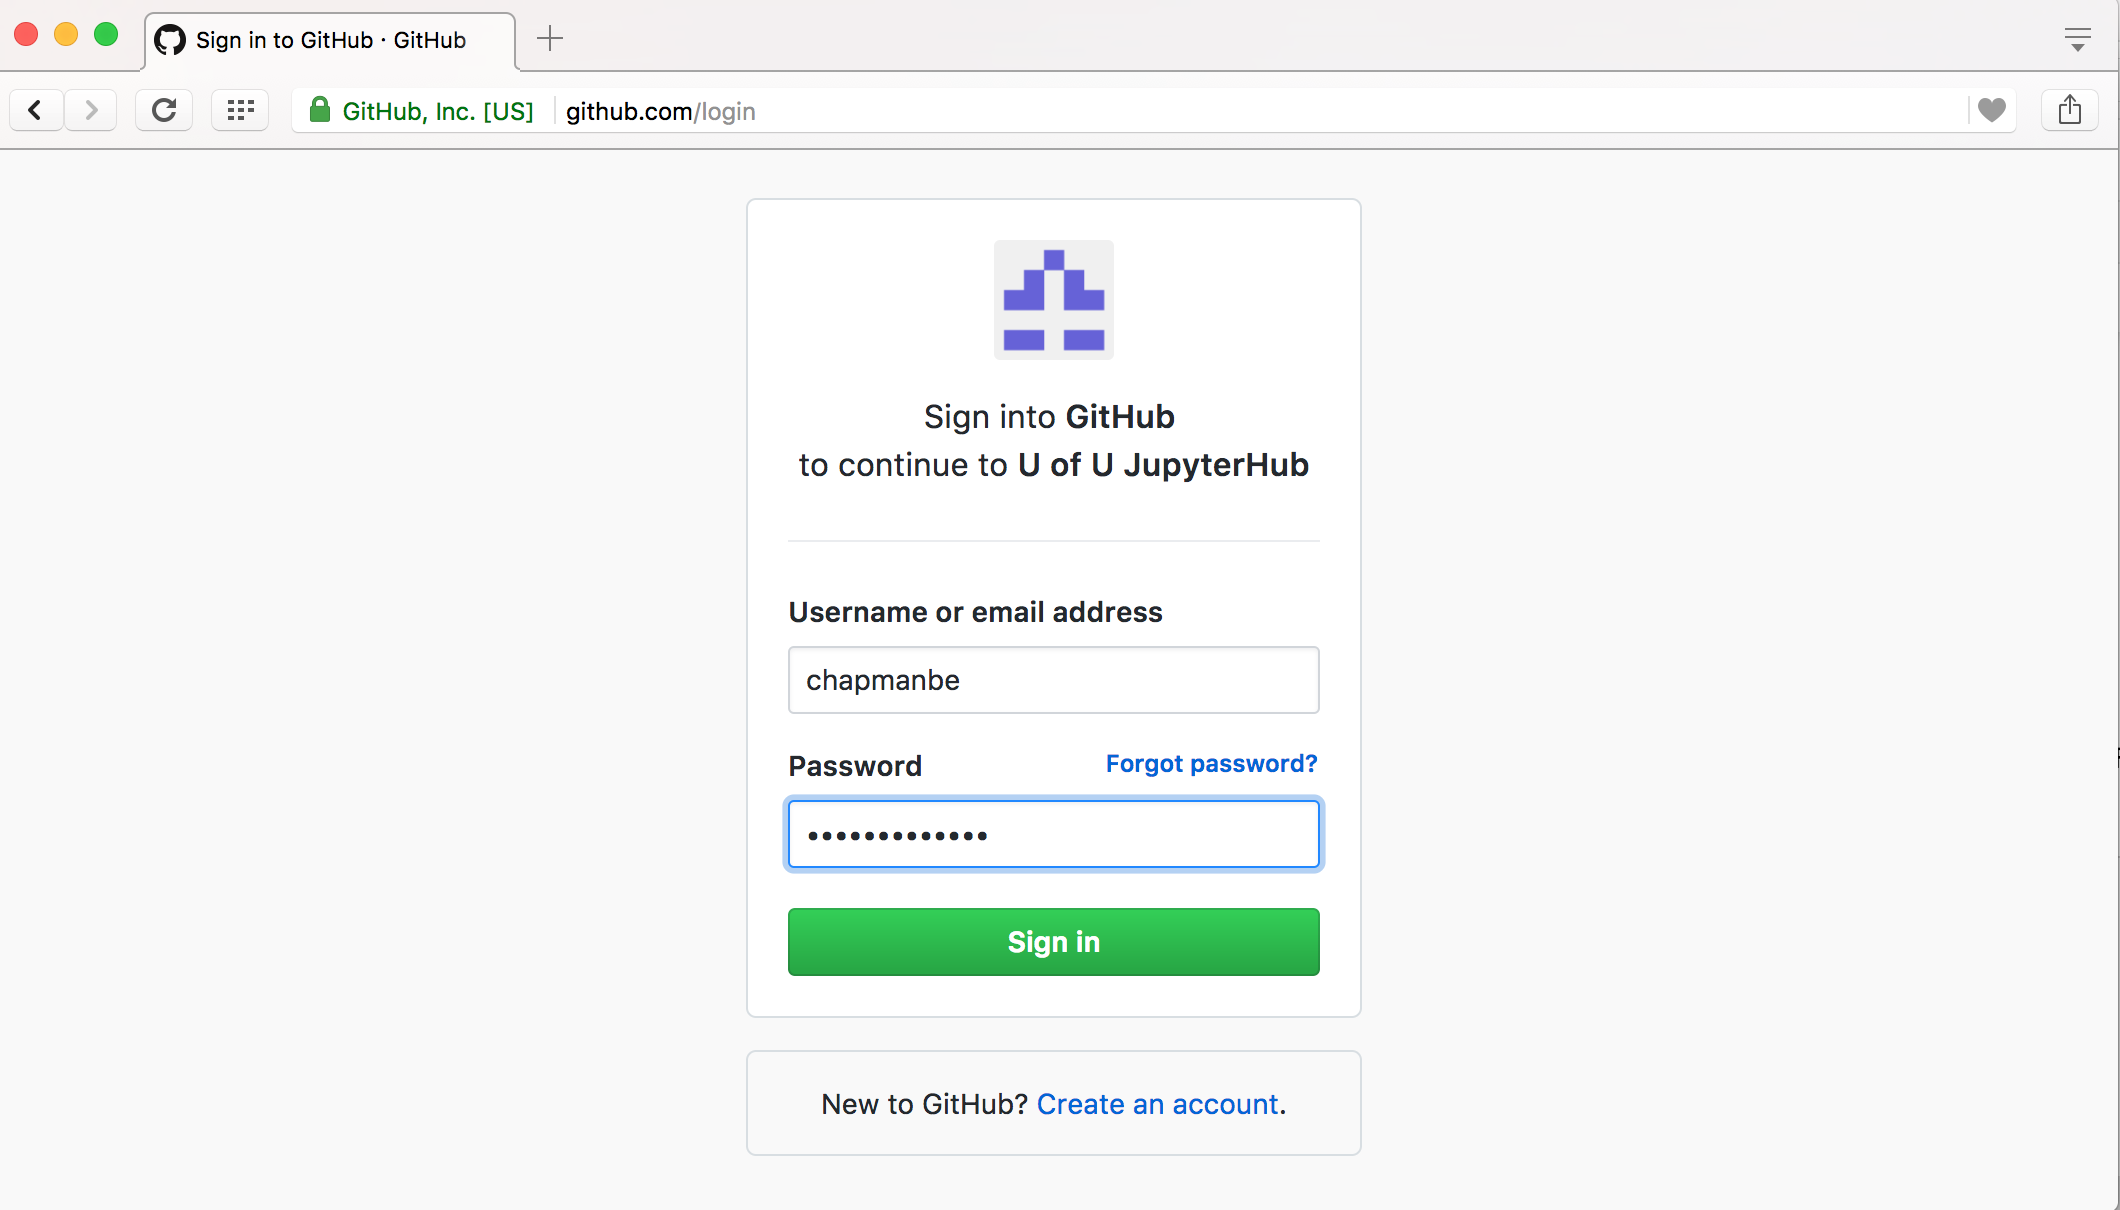 Sign in to GitHub · GitHub
GitHub, Inc. [US] github.com/login
Sign into GitHub
to continue to U of U JupyterHub
Username or email address
chapmanbe
Password Forgot password?
•••••••••••••
Sign in
New to GitHub? Create an account.